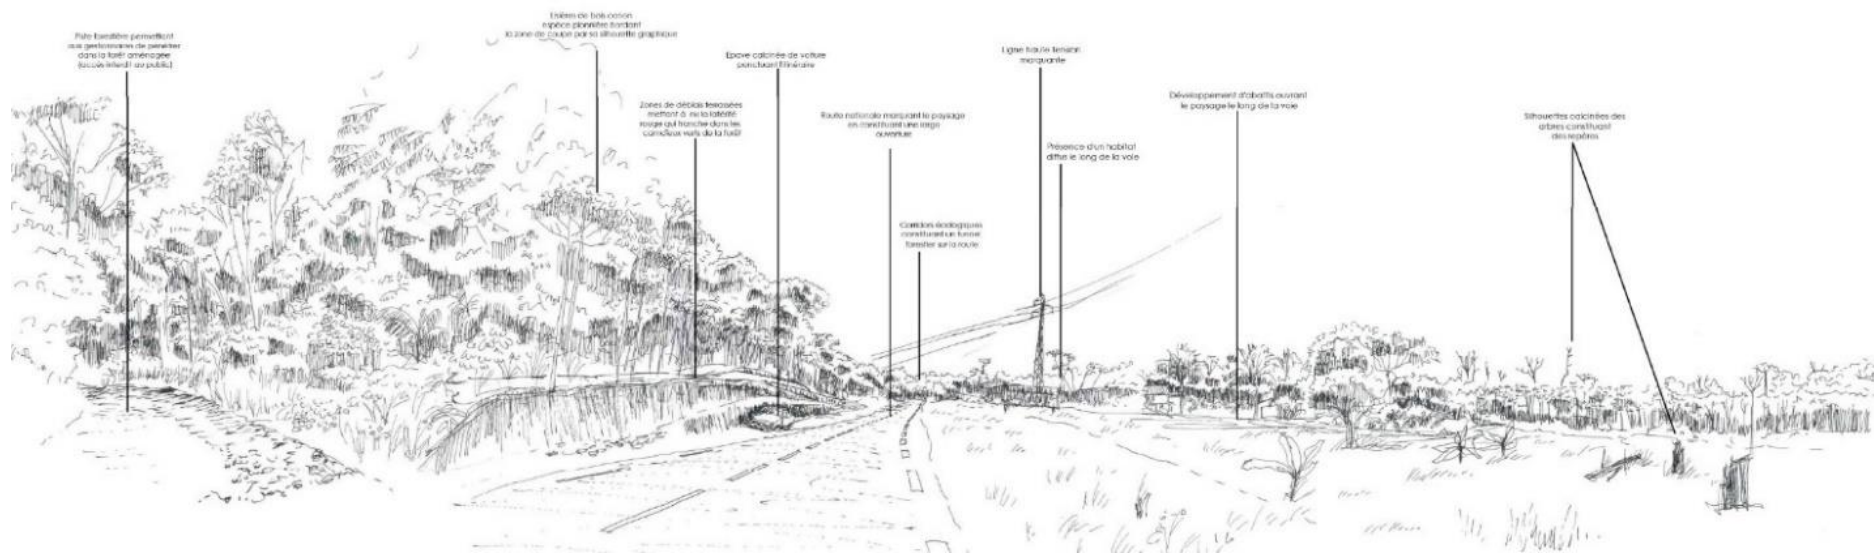 Piste forestière permettant
aux gestionnaires de pénétrer
dans la forêt aménagée
(accès interdit au public)
Lisières de bois canon
espèce pionnière bordant
la zone de coupe par sa silhouette graphique
Zones de déblais terrassées
mettant à nu la latérite
rouge qui tranche dans les
camaïeux verts de la forêt
Epave calcinée de voiture
ponctuant l'itinéraire
Route nationale marquant le paysage
en constituant une large
ouverture
Corridors écologiques
constituant un tunnel
forestier sur la route
Ligne haute tension
marquante
Présence d'un habitat
diffus le long de la voie
Développement d'abattis ouvrant
le paysage le long de la voie
Silhouettes calcinées des
arbres constituant
des repères